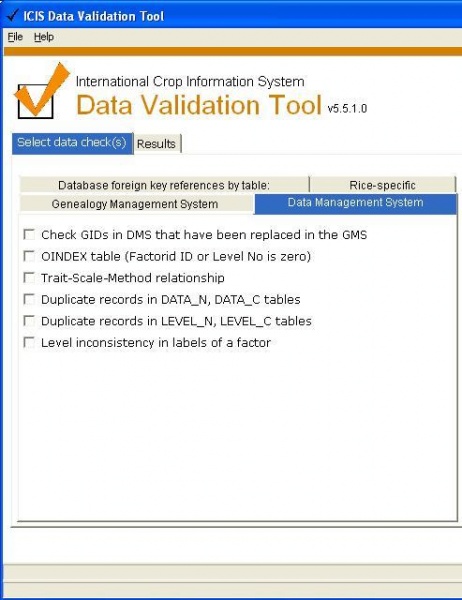 ICIS Data Validation Tool
File Help
International Crop Information System
Data Validation Tool v5.5.1.0
Select data check(s) Results
Database foreign key references by table: Rice-specific
Genealogy Management System Data Management System
Check GIDs in DMS that have been replaced in the GMS
OINDEX table (Factorid ID or Level No is zero)
Trait-Scale-Method relationship
Duplicate records in DATA_N, DATA_C tables
Duplicate records in LEVEL_N, LEVEL_C tables
Level inconsistency in labels of a factor